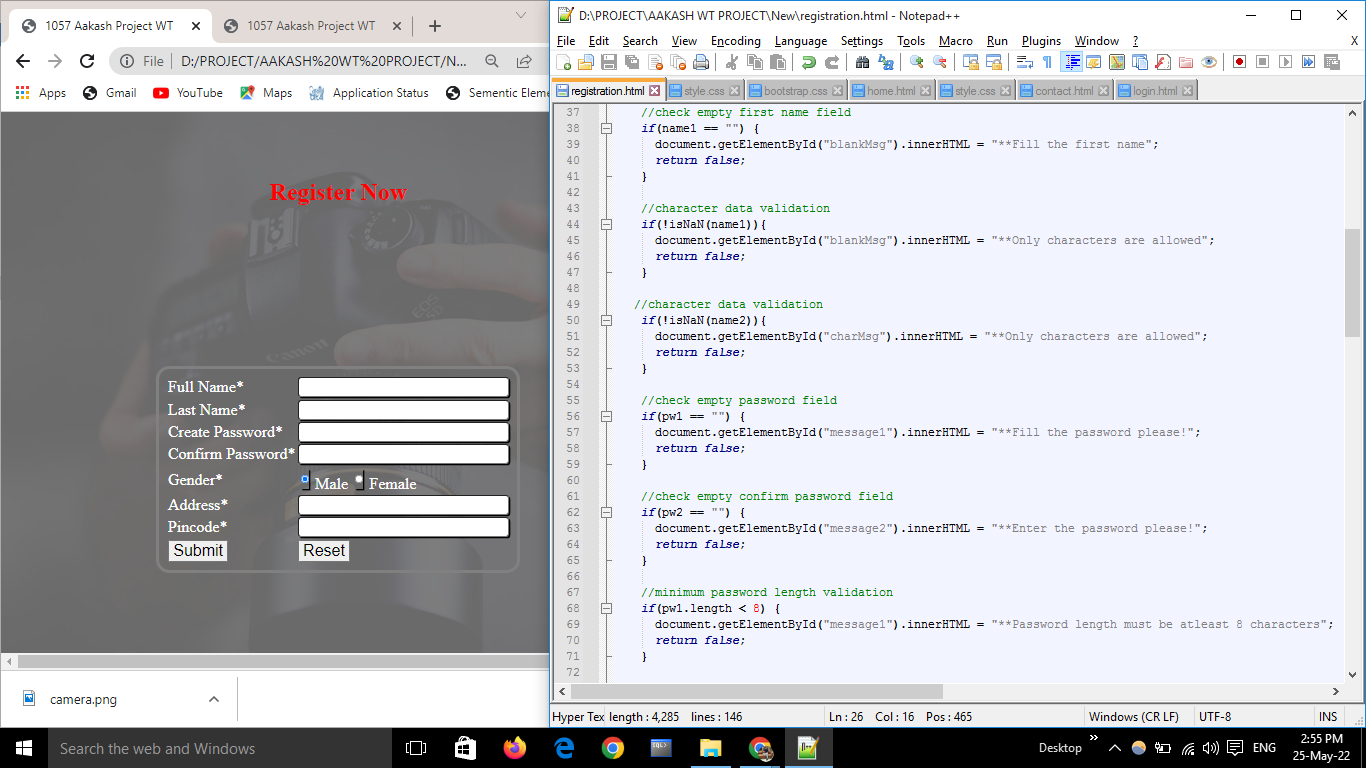 1057 Aakash Project WT
1057 Aakash Project WT
File
D:/PROJECT/AAKASH%20WT%20PROJECT/N...
Apps
Gmail
YouTube
Maps
Application Status
Sementic Eleme
Register Now
Canon
EOS
Full Name*
Last Name*
Create Password*
Confirm Password*
Gender*
Male
Female
Address*
Pincode*
Submit
Reset
camera.png
D:\PROJECT\AAKASH WT PROJECT\New\registration.html - Notepad++
File Edit Search View Encoding Language Settings Tools Macro Run Plugins Window ? X
registration.html style.css bootstrap.css home.html style.css contact.html login.html
37 //check empty first name field
38 if(name1 == "") {
39 document.getElementById("blankMsg").innerHTML = "**Fill the first name";
40 return false;
41 }
42
43 //character data validation
44 if(!isNaN(name1)){
45 document.getElementById("blankMsg").innerHTML = "**Only characters are allowed";
46 return false;
47 }
48
49 //character data validation
50 if(!isNaN(name2)){
51 document.getElementById("charMsg").innerHTML = "**Only characters are allowed";
52 return false;
53 }
54
55 //check empty password field
56 if(pw1 == "") {
57 document.getElementById("message1").innerHTML = "**Fill the password please!";
58 return false;
59 }
60
61 //check empty confirm password field
62 if(pw2 == "") {
63 document.getElementById("message2").innerHTML = "**Enter the password please!";
64 return false;
65 }
66
67 //minimum password length validation
68 if(pw1.length < 8) {
69 document.getElementById("message1").innerHTML = "**Password length must be atleast 8 characters";
70 return false;
71 }
72
Hyper Tex length : 4,285 lines : 146 Ln : 26 Col : 16 Pos : 465 Windows (CR LF) UTF-8 INS
Search the web and Windows
SQL>
Desktop
ENG
2:55 PM
25-May-22